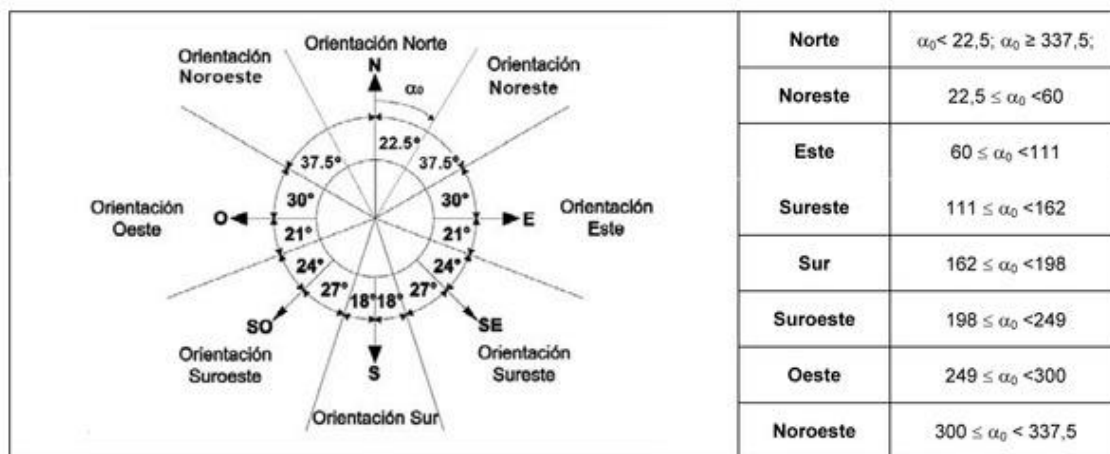 Orientación Norte
N
Orientación
Noroeste
Orientación
Noreste
α₀
22.5°
37.5°
37.5°
30°
30°
Orientación
Oeste
O
E
Orientación
Este
21°
21°
24°
24°
27°
18°
18°
27°
SO
SE
Orientación
Suroeste
S
Orientación
Sureste
Orientación Sur
Norte α₀< 22,5; α₀ ≥ 337,5;
Noreste 22,5 ≤ α₀ <60
Este 60 ≤ α₀ <111
Sureste 111 ≤ α₀ <162
Sur 162 ≤ α₀ <198
Suroeste 198 ≤ α₀ <249
Oeste 249 ≤ α₀ <300
Noroeste 300 ≤ α₀ < 337,5